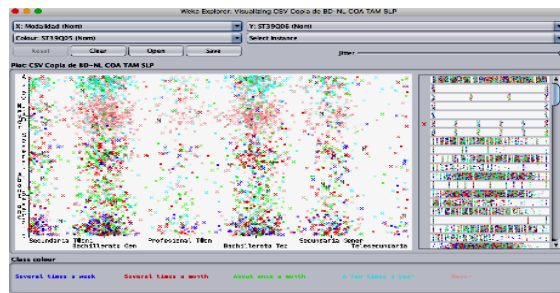 Weka Explorer: Visualizing CSV Copia de BD-NL COA TAM SLP
X: Modalidad (Nom)
Y: ST39Q06 (Nom)
Colour: ST39Q05 (Nom)
Select Instance
Reset
Clear
Open
Save
Jitter
Plot: CSV Copia de BD-NL COA TAM SLP
Secundaria Técni
Profesional Técn
Secundaria Gener
Bachillerato Gen
Bachillerato Tec
Telesecundaria
Class colour
Several times a week
Several times a month
About once a month
A few times a year
Never